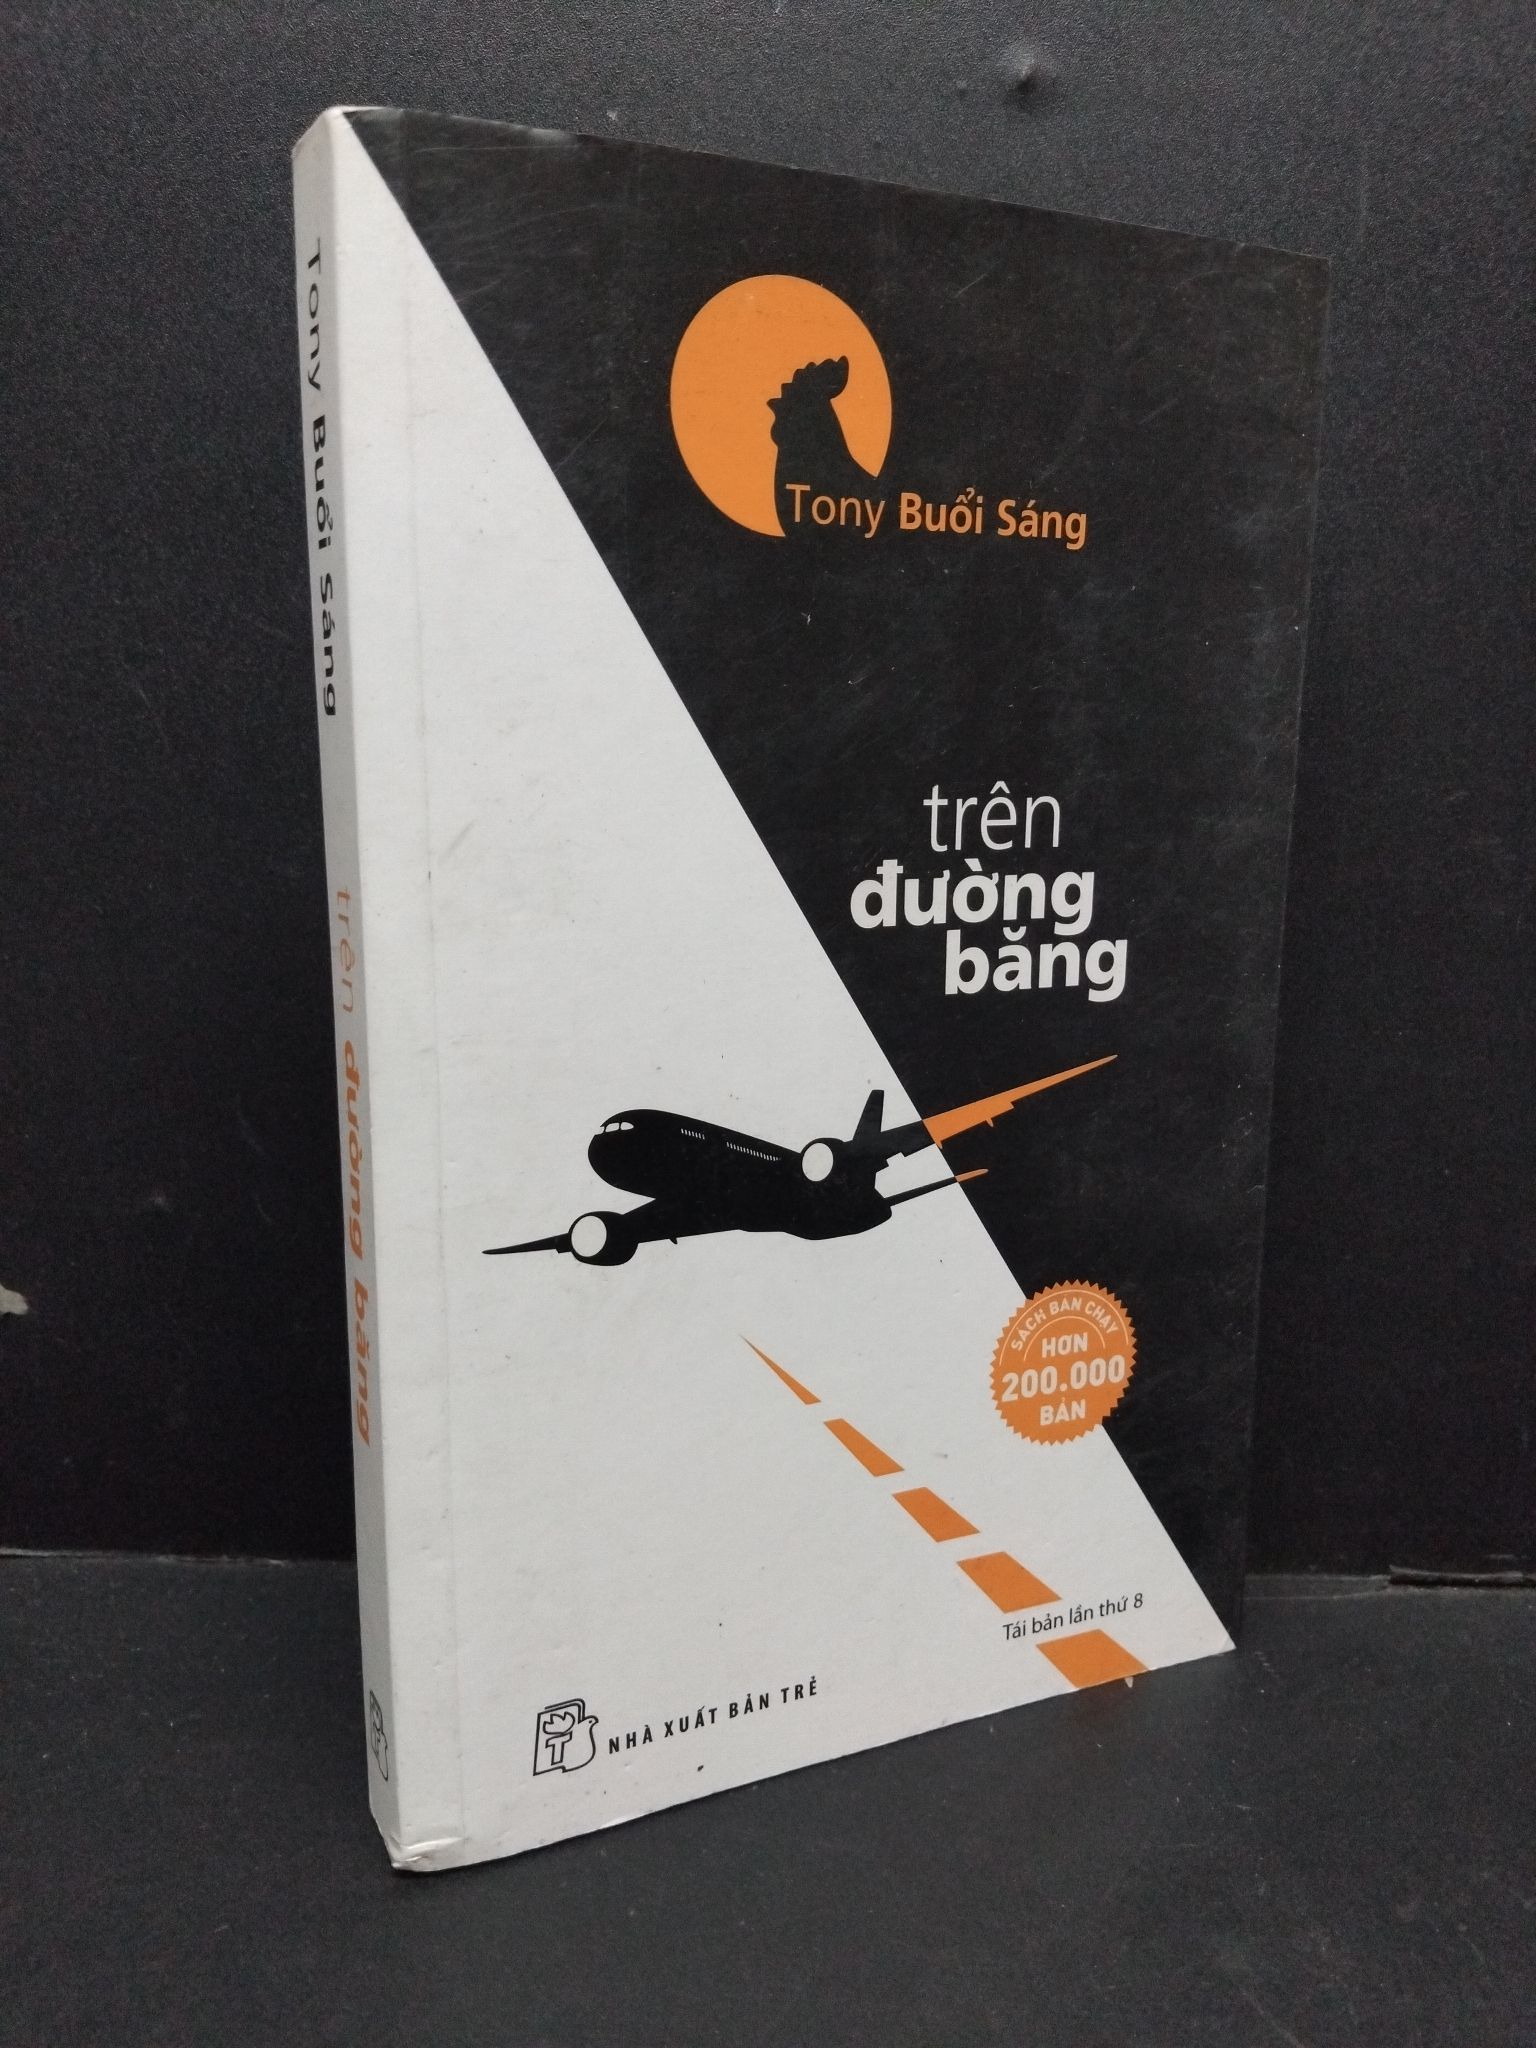 Tony Buổi Sáng
trên đường băng
Tony Buổi Sáng
trên
đường
băng
SÁCH BÁN CHẠY
HƠN
200.000
BẢN
Tái bản lần thứ 8
NHÀ XUẤT BẢN TRẺ